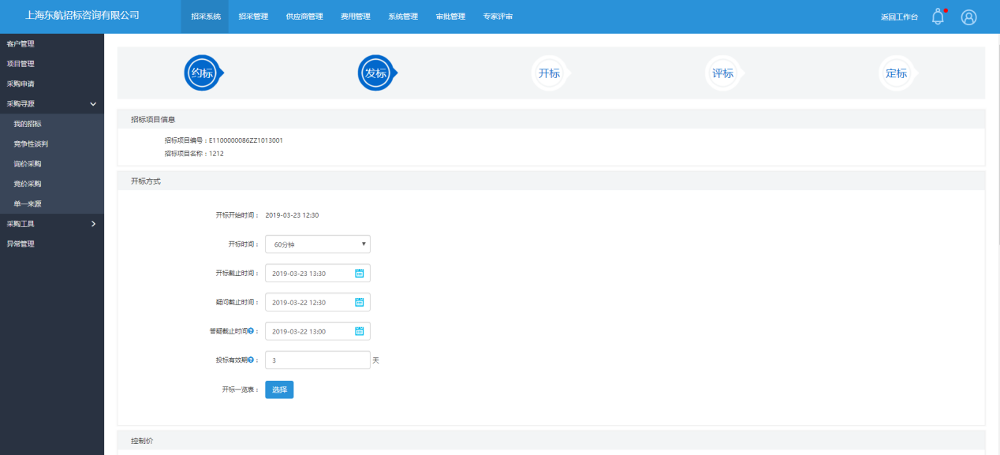 上海东航招标咨询有限公司
招采系统 招采管理 供应商管理 费用管理 系统管理 审批管理 专家评审 返回工作台
客户管理
项目管理
采购申请
采购寻源
我的招标
竞争性谈判
询价采购
竞价采购
单一来源
采购工具
异常管理
约标 发标 开标 评标 定标
招标项目信息
招标项目编号：E1100000086ZZ1013001
招标项目名称：1212
开标方式
开标开始时间： 2019-03-23 12:30
开标时间： 60分钟
开标截止时间： 2019-03-23 13:30
疑问截止时间： 2019-03-22 12:30
答疑截止时间？： 2019-03-22 13:00
投标有效期？： 3 天
开标一览表： 选择
控制价